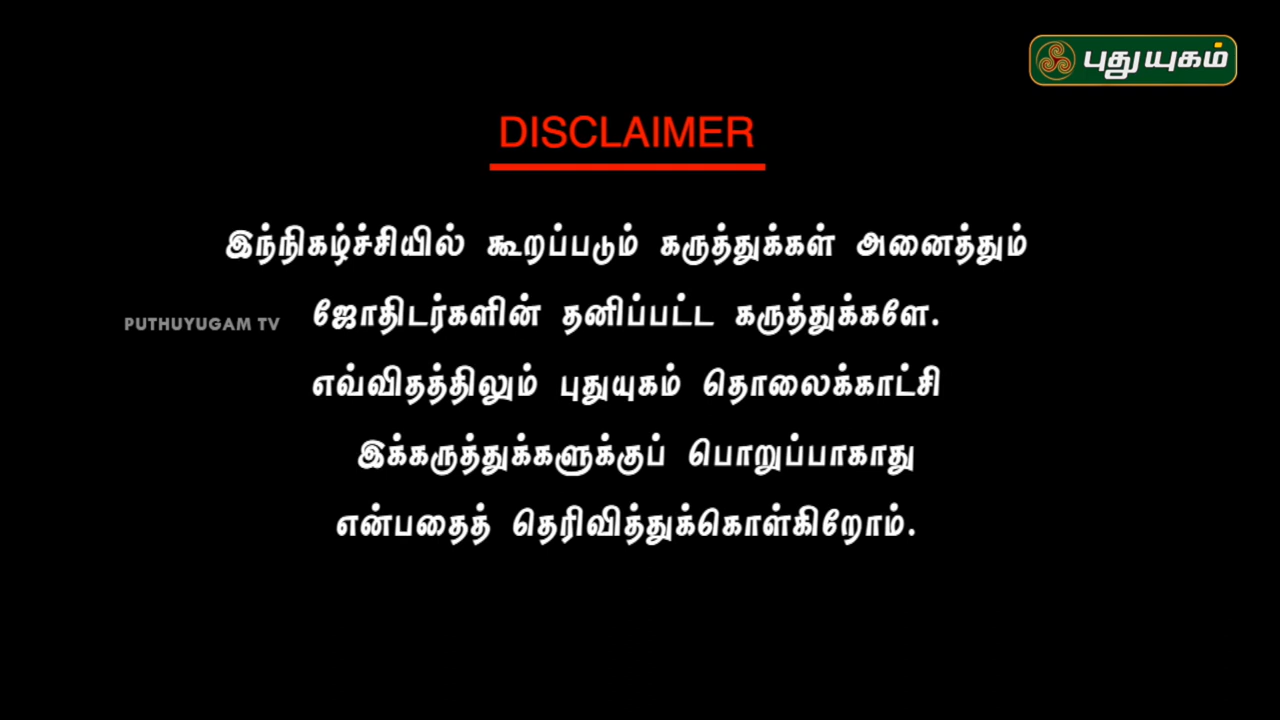 புதுயுகம்
DISCLAIMER
இந்நிகழ்ச்சியில் கூறப்படும் கருத்துக்கள் அனைத்தும்
PUTHUYUGAM TV
ஜோதிடர்களின் தனிப்பட்ட கருத்துக்களே.
எவ்விதத்திலும் புதுயுகம் தொலைக்காட்சி
இக்கருத்துக்களுக்குப் பொறுப்பாகாது
என்பதைத் தெரிவித்துக்கொள்கிறோம்.